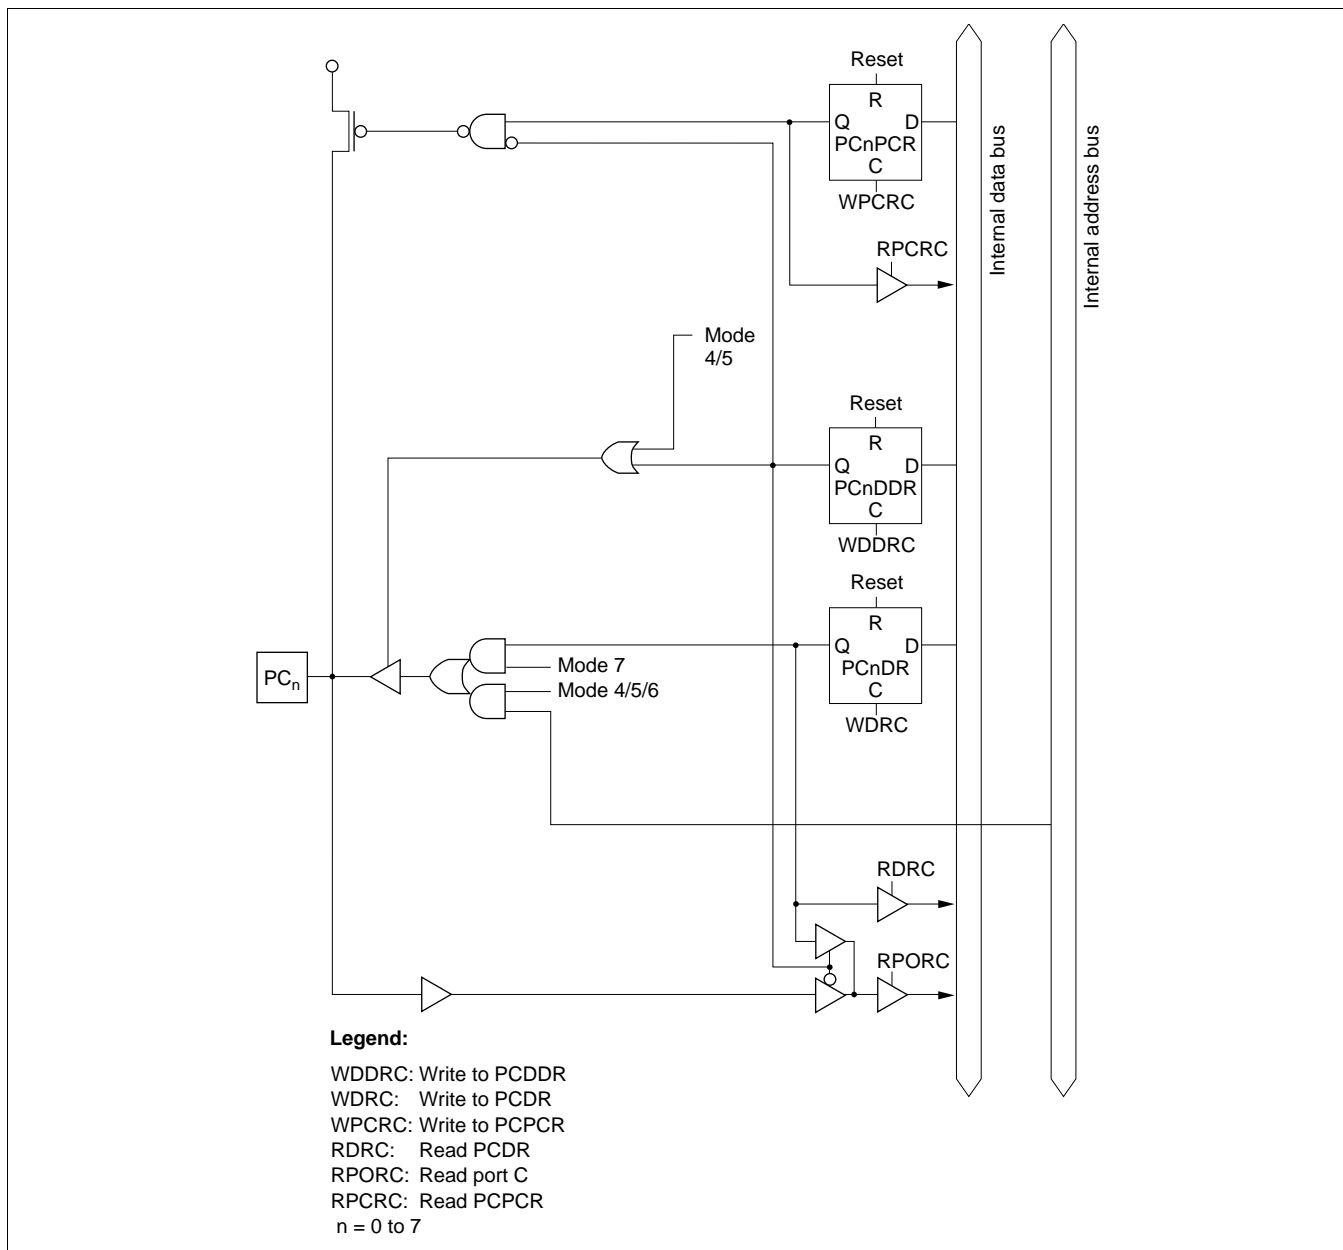 Reset
R
Q D
PCnPCR
C
WPCRC
Internal data bus
Internal address bus
RPCRC
Mode
4/5
Reset
R
Q D
PCnDDR
C
WDDRC
Reset
R
Q D
PCnDR
C
WDRC
Mode 7
Mode 4/5/6
PCn
RDRC
RPORC
Legend:
WDDRC: Write to PCDDR
WDRC: Write to PCDR
WPCRC: Write to PCPCR
RDRC: Read PCDR
RPORC: Read port C
RPCRC: Read PCPCR
n = 0 to 7